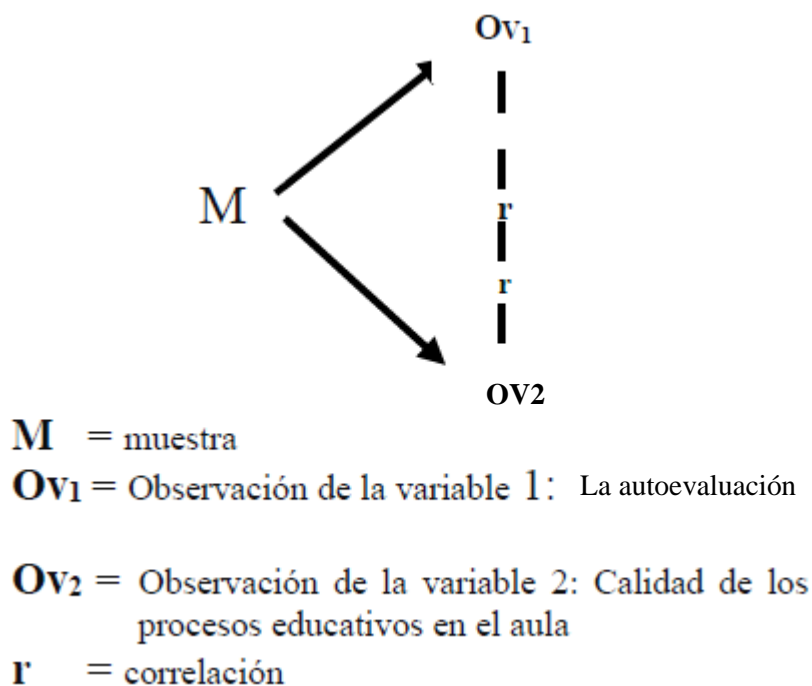 Ov1
r
M
r
OV2
M = muestra
Ov1 = Observación de la variable 1: La autoevaluación
Ov2 = Observación de la variable 2: Calidad de los
procesos educativos en el aula
r = correlación